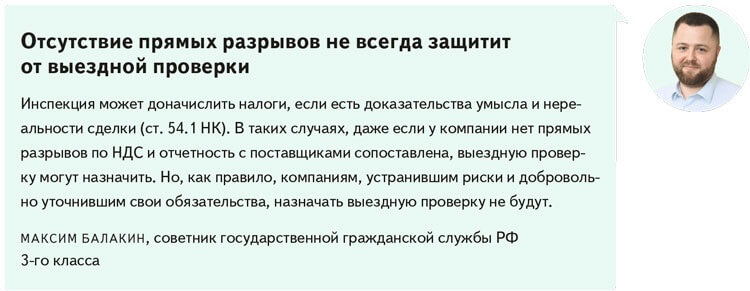 Отсутствие прямых разрывов не всегда защитит
от выездной проверки
Инспекция может доначислить налоги, если есть доказательства умысла и нере-
альности сделки (ст. 54.1 НК). В таких случаях, даже если у компании нет прямых
разрывов по НДС и отчетность с поставщиками сопоставлена, выездную провер-
ку могут назначить. Но, как правило, компаниям, устранившим риски и доброволь-
но уточнившим свои обязательства, назначать выездную проверку не будут.
МАКСИМ БАЛАКИН, советник государственной гражданской службы РФ
3-го класса